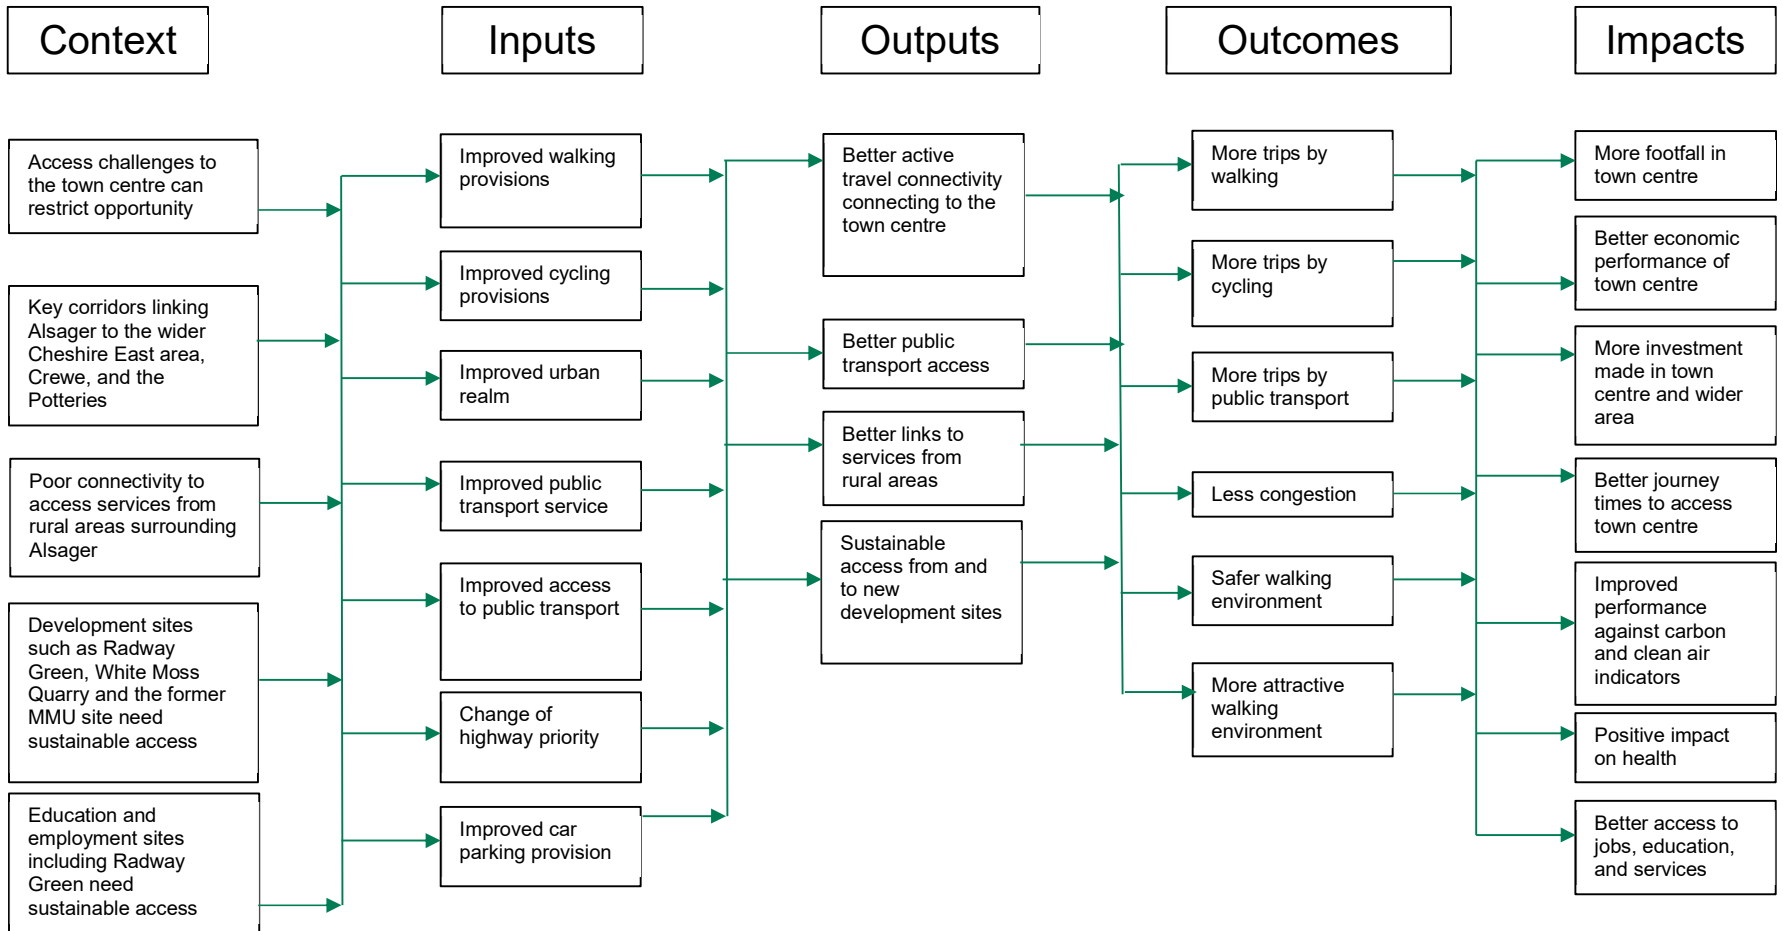 Context
Inputs
Outputs
Outcomes
Impacts
Access challenges to
the town centre can
restrict opportunity
Key corridors linking
Alsager to the wider
Cheshire East area,
Crewe, and the
Potteries
Poor connectivity to
access services from
rural areas surrounding
Alsager
Development sites
such as Radway
Green, White Moss
Quarry and the former
MMU site need
sustainable access
Education and
employment sites
including Radway
Green need
sustainable access
Improved walking
provisions
Improved cycling
provisions
Improved urban
realm
Improved public
transport service
Improved access
to public transport
Change of
highway priority
Improved car
parking provision
Better active
travel connectivity
connecting to the
town centre
Better public
transport access
Better links to
services from
rural areas
Sustainable
access from and
to new
development sites
More trips by
walking
More trips by
cycling
More trips by
public transport
Less congestion
Safer walking
environment
More attractive
walking
environment
More footfall in
town centre
Better economic
performance of
town centre
More investment
made in town
centre and wider
area
Better journey
times to access
town centre
Improved
performance
against carbon
and clean air
indicators
Positive impact
on health
Better access to
jobs, education,
and services